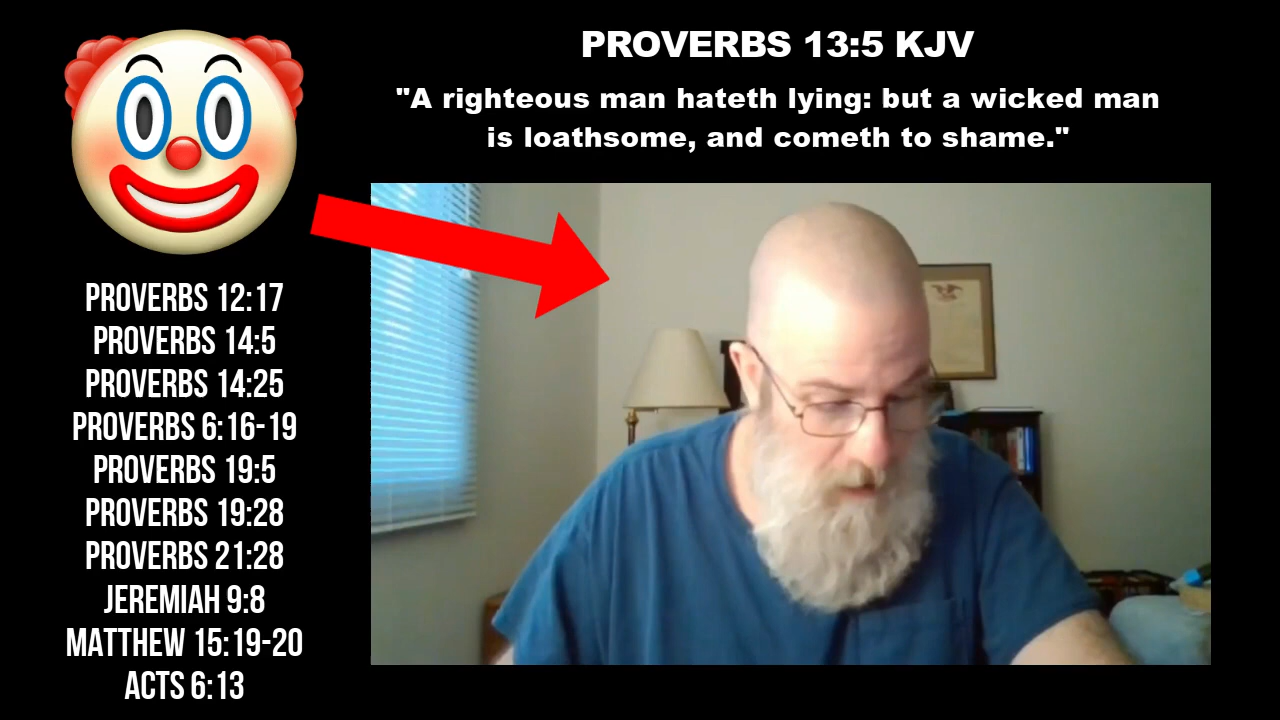 PROVERBS 13:5 KJV
"A righteous man hateth lying: but a wicked man
is loathsome, and cometh to shame."
PROVERBS 12:17
PROVERBS 14:5
PROVERBS 14:25
PROVERBS 6:16-19
PROVERBS 19:5
PROVERBS 19:28
PROVERBS 21:28
JEREMIAH 9:8
MATTHEW 15:19-20
ACTS 6:13